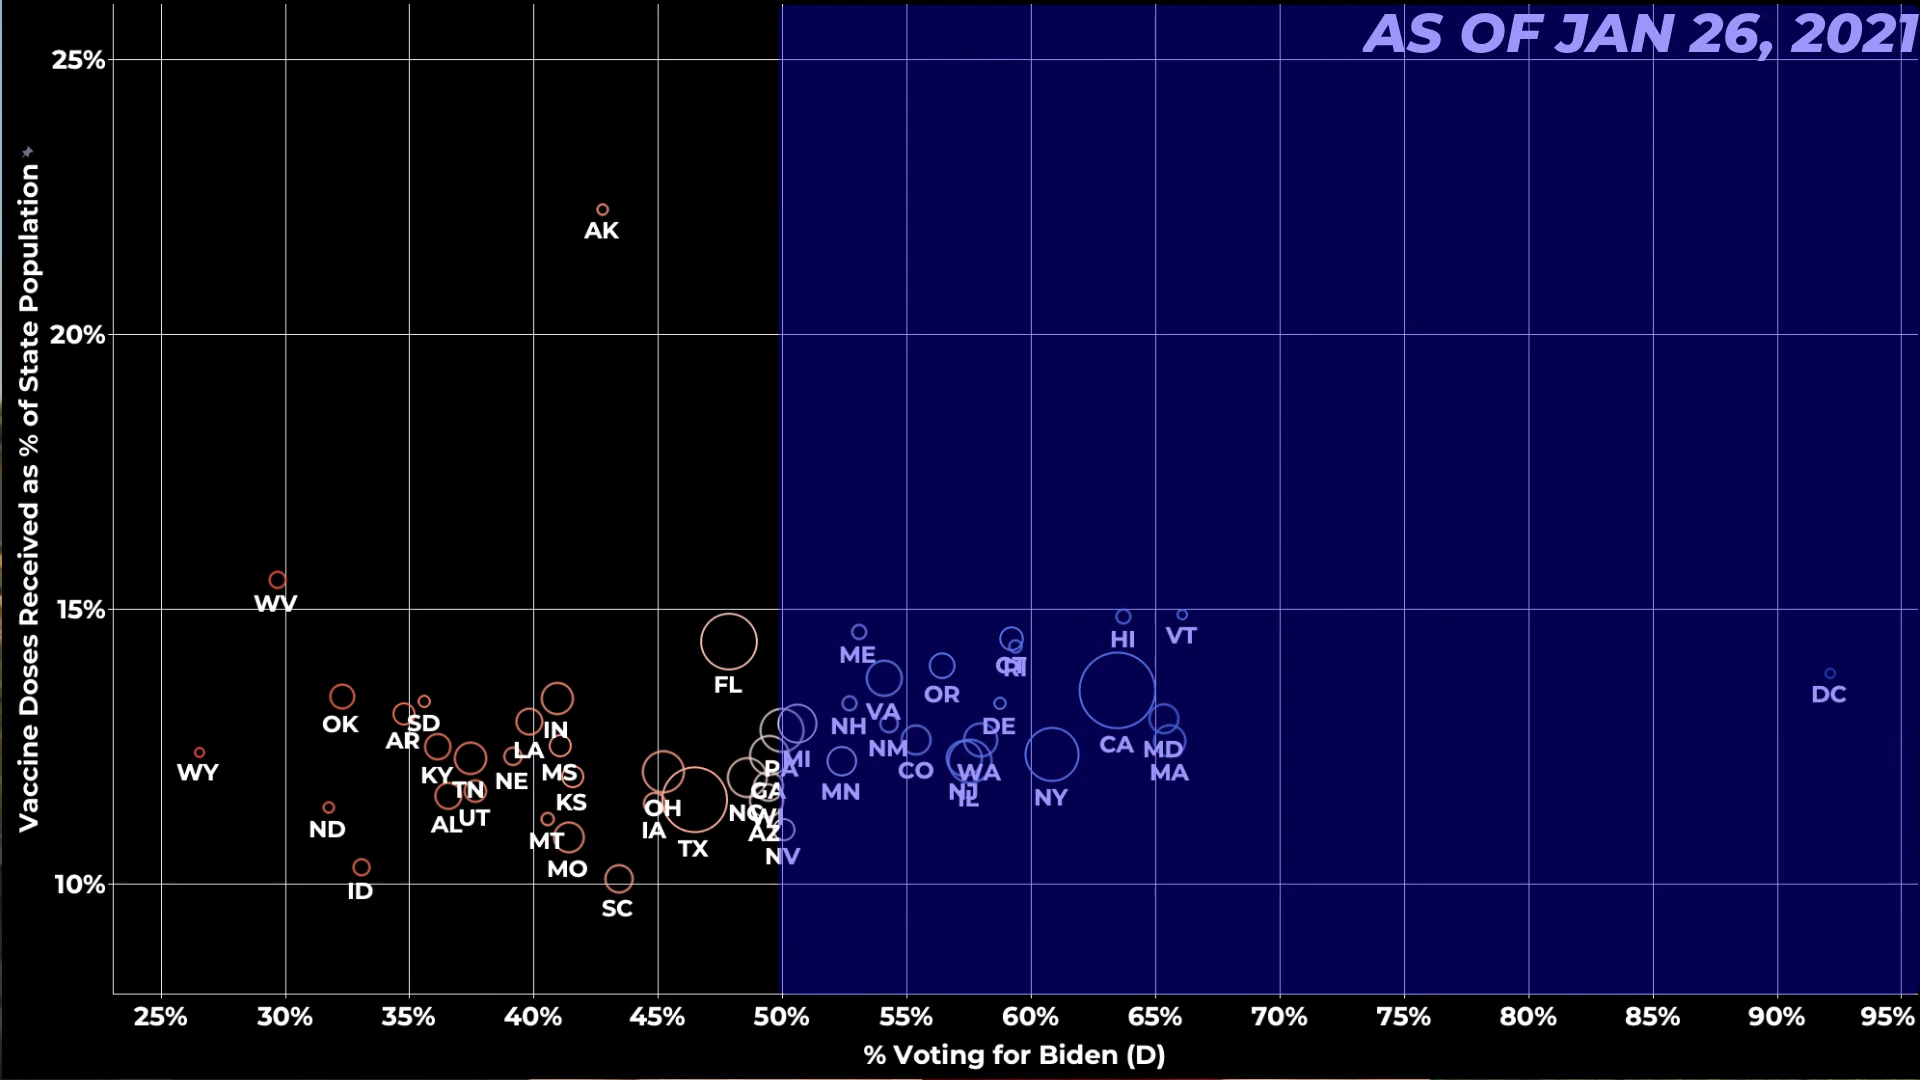 AS OF JAN 26, 2021
25%
AK
20%
Vaccine Doses Received as % of State Population
WV
15%
HI
VT
ME
CT
RI
FL
OR
DC
VA
OK
SD
NH
DE
IN
AR
NM
CA
MD
LA
MI
PA
WY
KY
MS
CO
WA
MA
NE
TN
GA
MN
NJ
IL
NY
KS
OH
NC
UT
WI
AL
ND
IA
AZ
MT
TX
NV
MO
10%
ID
SC
25%
30%
35%
40%
45%
50%
55%
60%
65%
70%
75%
80%
85%
90%
95%
% Voting for Biden (D)